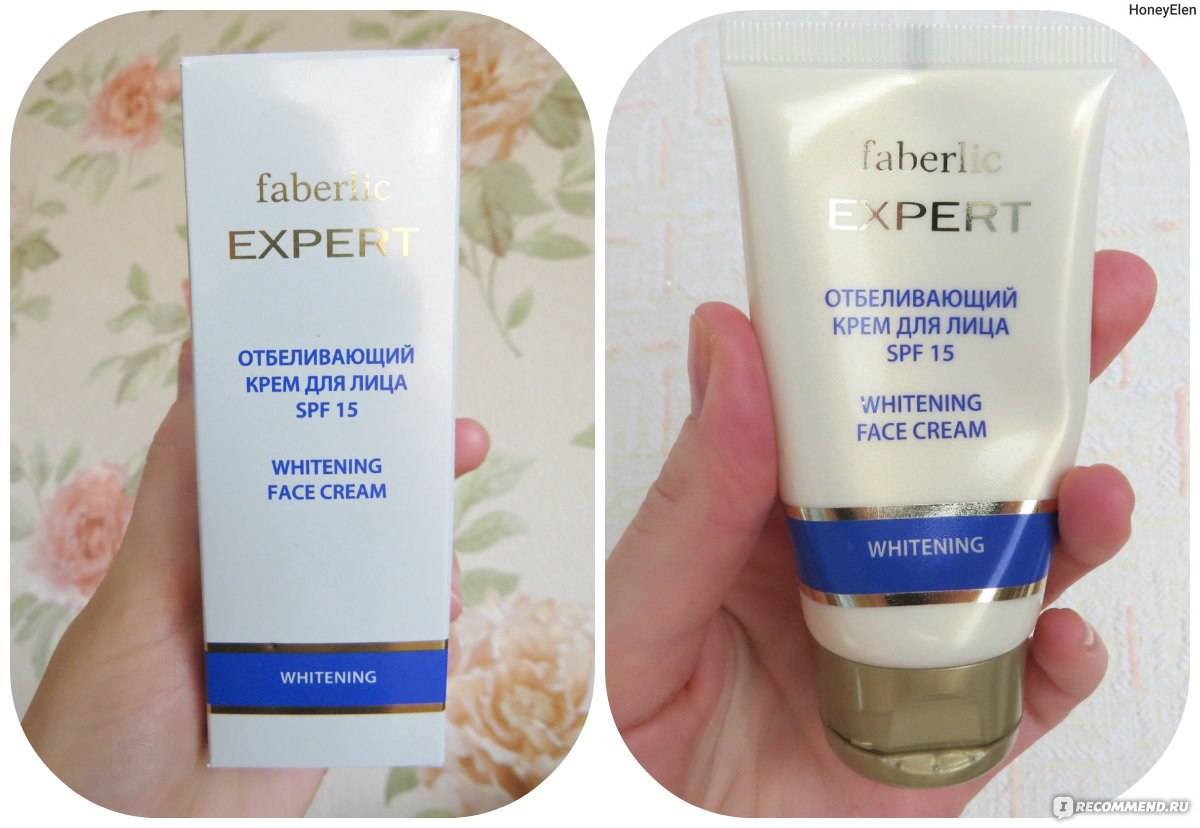 HoneyElen
faberlic
EXPERT
ОТБЕЛИВАЮЩИЙ
КРЕМ ДЛЯ ЛИЦА
SPF 15
WHITENING
FACE CREAM
WHITENING
faberlic
EXPERT
ОТБЕЛИВАЮЩИЙ
КРЕМ ДЛЯ ЛИЦА
SPF 15
WHITENING
FACE CREAM
WHITENING
I RECOMMEND.RU